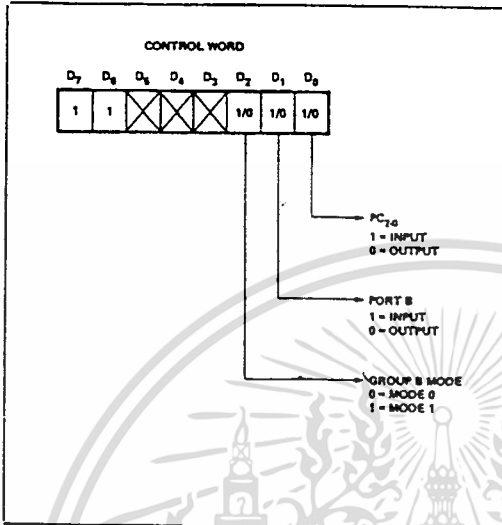 CONTROL WORD
D7 D6 D5 D4 D3 D2 D1 D0
1 1 1/0 1/0 1/0
PC2-0
1 = INPUT
0 = OUTPUT
PORT B
1 = INPUT
0 = OUTPUT
GROUP B MODE
0 = MODE 0
1 = MODE 1